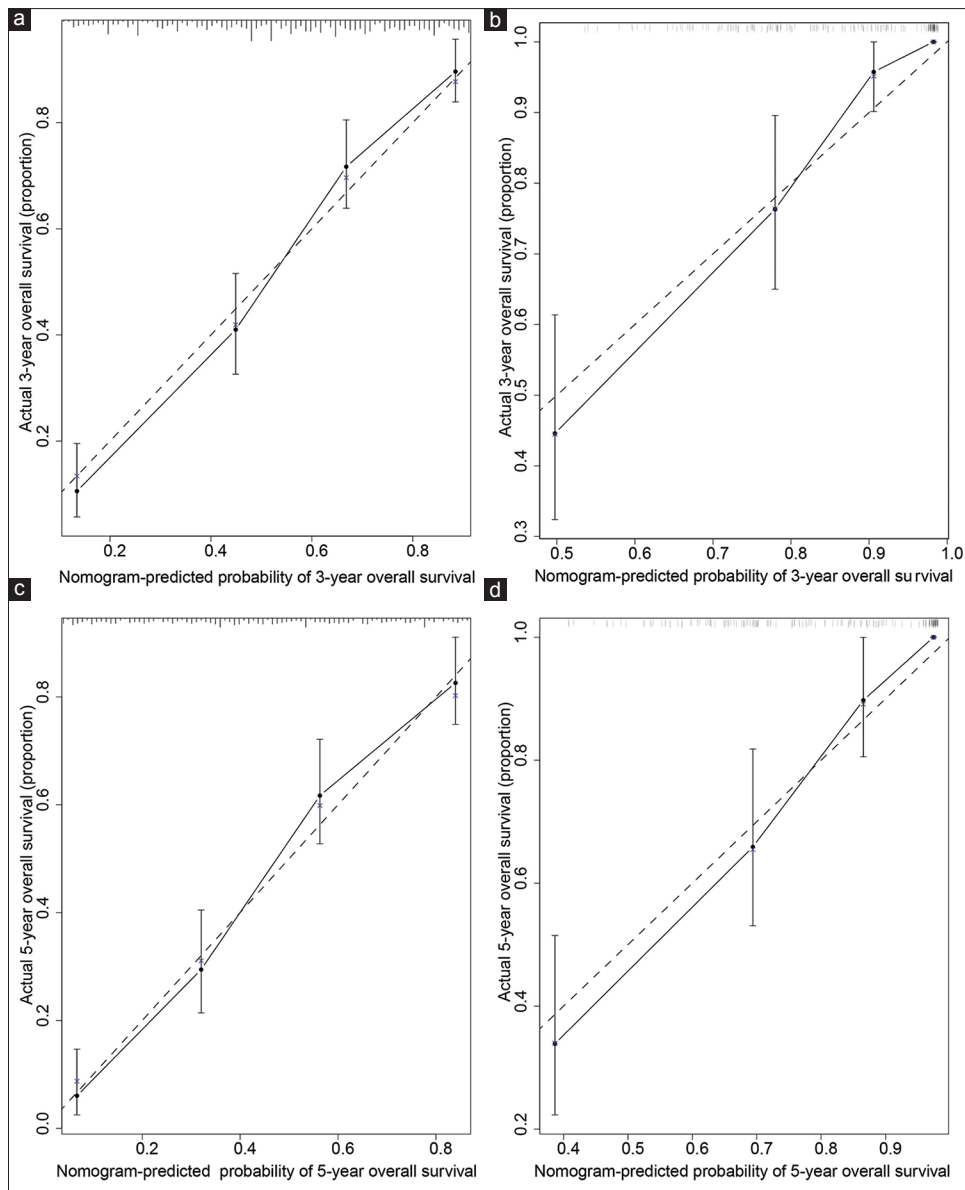 a
Actual 3-year overall survival (proportion)
0.8
0.6
0.4
0.2
0.2 0.4 0.6 0.8
Nomogram-predicted probability of 3-year overall survival
b
Actual 3-year overall survival (proportion)
1.0
0.9
0.8
0.7
0.6
0.5
0.4
0.3
0.5 0.6 0.7 0.8 0.9 1.0
Nomogram-predicted probability of 3-year overall survival
c
Actual 5-year overall survival (proportion)
0.8
0.6
0.4
0.2
0.0
0.2 0.4 0.6 0.8
Nomogram-predicted probability of 5-year overall survival
d
Actual 5-year overall survival (proportion)
1.0
0.8
0.6
0.4
0.2
0.4 0.5 0.6 0.7 0.8 0.9
Nomogram-predicted probability of 5-year overall survival